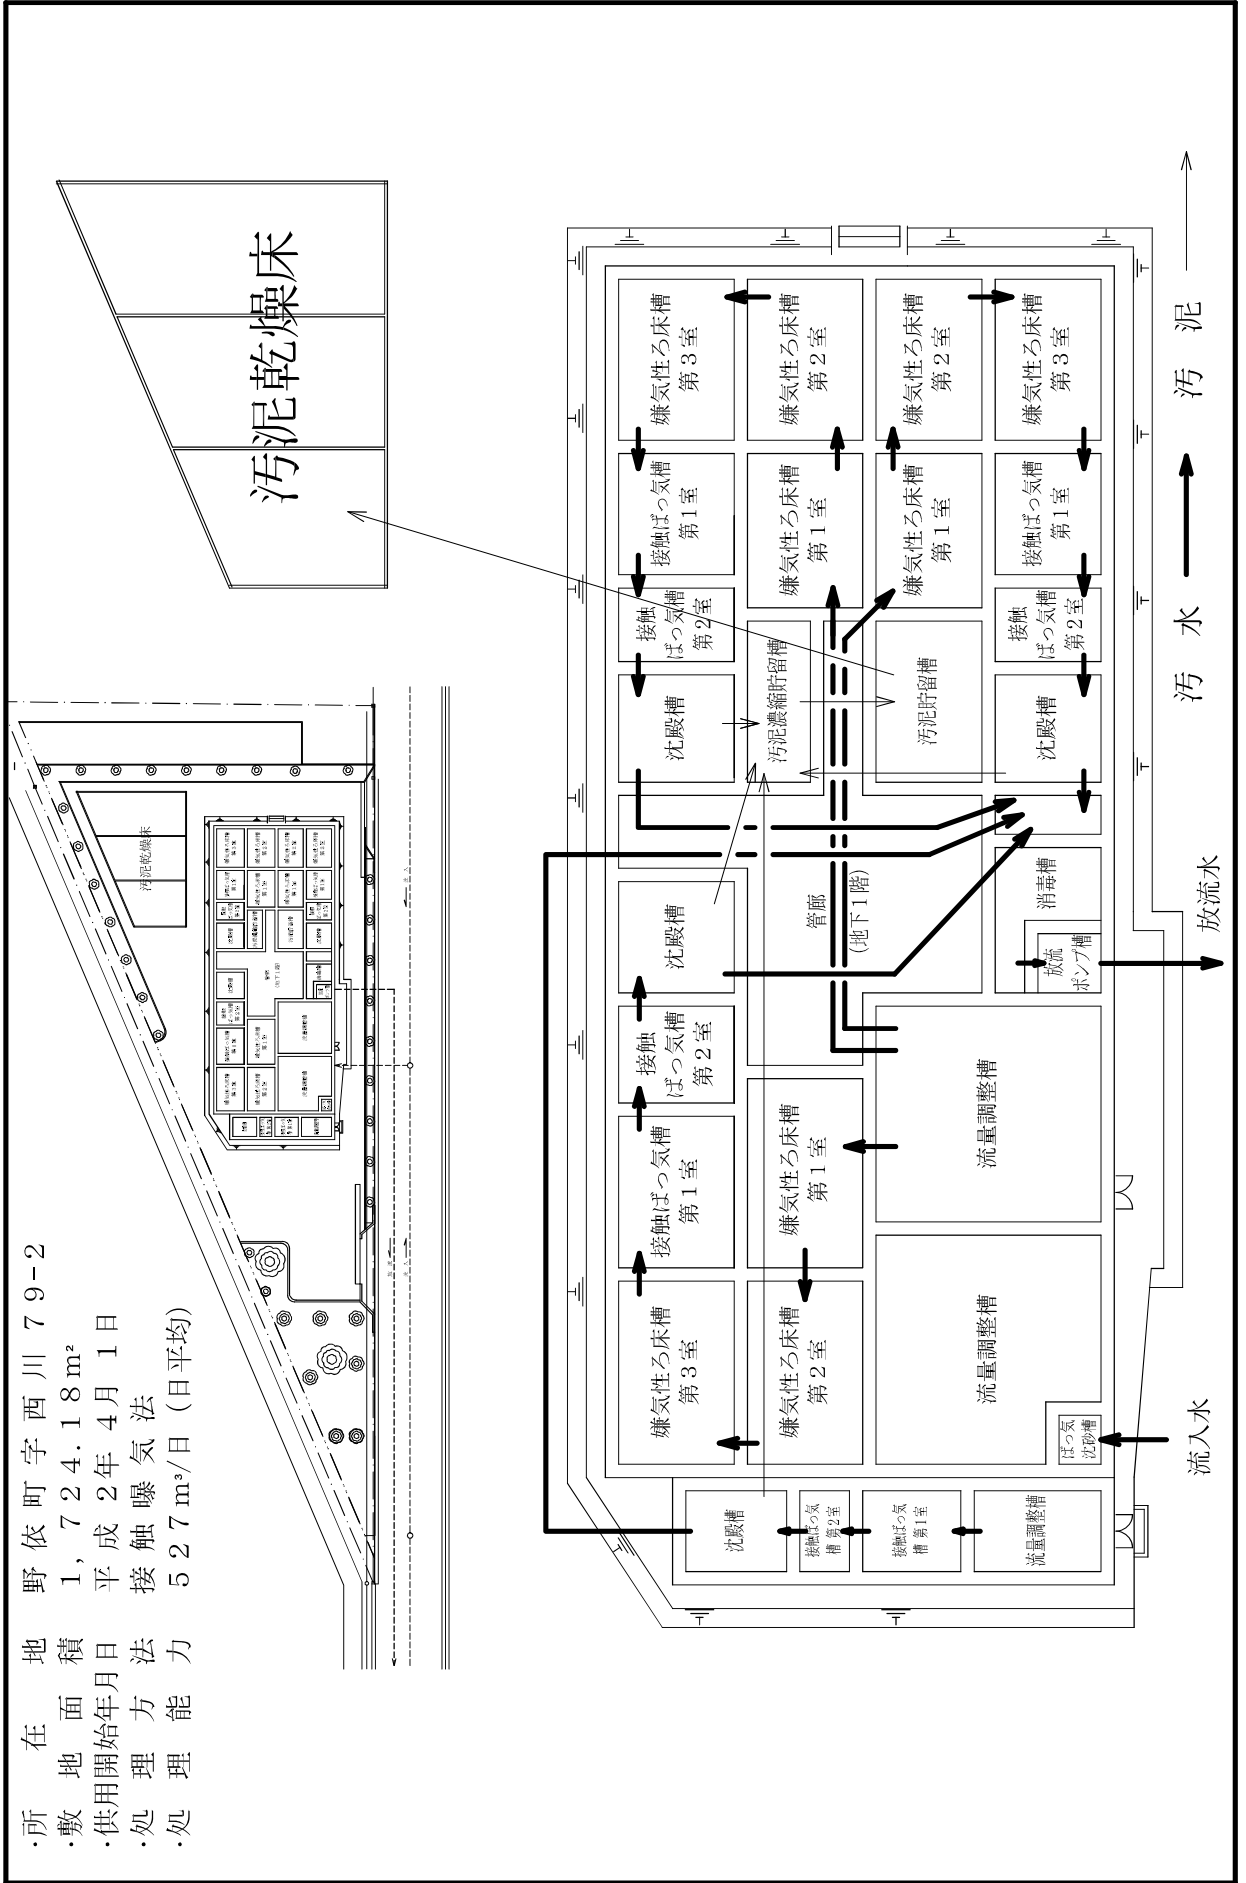 ・所在地　野依町字西川79-2
・敷地面積　1,724.18m²
・供用開始年月日　平成2年4月1日
・処理方法　接触曝気法
・処理能力　527m³/日(日平均)
汚泥乾燥床
汚泥乾燥床
嫌気性ろ床槽
第3室
接触ばっ気槽
第1室
接触
ばっ気槽
第2室
沈殿槽
沈殿槽
接触
ばっ気槽
第2室
接触ばっ気槽
第1室
嫌気性ろ床槽
第3室
沈殿槽
嫌気性ろ床槽
第2室
嫌気性ろ床槽
第1室
汚泥濃縮貯留槽
嫌気性ろ床槽
第1室
嫌気性ろ床槽
第2室
接触ばっ気
槽 第2室
管廊
(地下1階)
嫌気性ろ床槽
第2室
嫌気性ろ床槽
第1室
汚泥貯留槽
接触ばっ気
槽 第1室
嫌気性ろ床槽
第3室
接触ばっ気槽
第1室
接触
ばっ気槽
第2室
沈殿槽
消毒槽
放流
ポンプ槽
流量調整槽
流量調整槽
ばっ気
沈砂槽
流量調整槽
流入水
放流水
汚水
汚泥